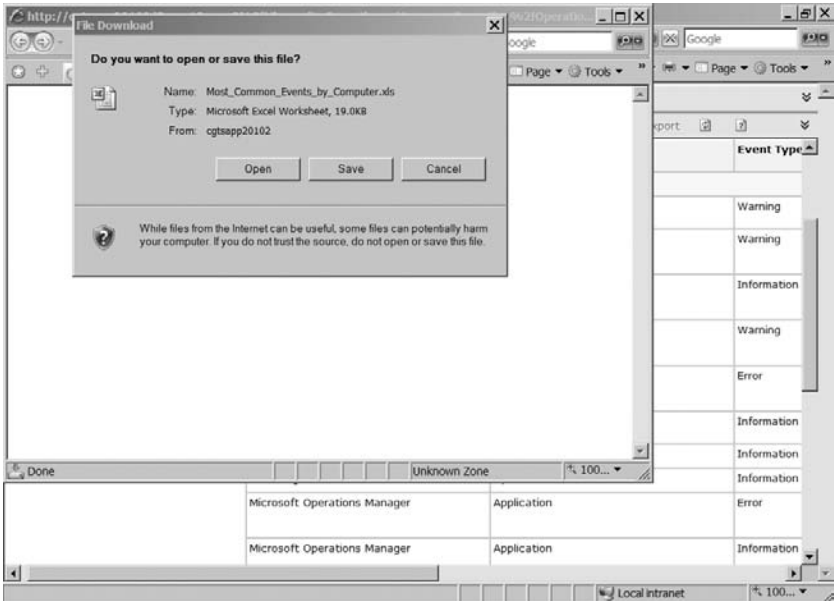 File Download
Do you want to open or save this file?
Name: Most_Common_Events_by_Computer.xls
Type: Microsoft Excel Worksheet, 19.0KB
From: cgtsapp20102
Open Save Cancel
While files from the Internet can be useful, some files can potentially harm
your computer. If you do not trust the source, do not open or save this file.
http://
oogle
Page Tools »
Done Unknown Zone 100...
Google
Page Tools »
xport
Event Type
Warning
Warning
Information
Warning
Error
Information
Information
Information
Microsoft Operations Manager Application Error
Microsoft Operations Manager Application Information
Local intranet 100...